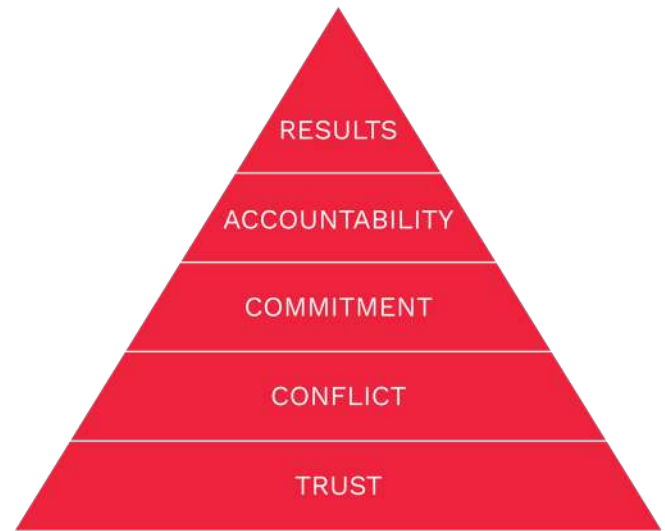 RESULTS
ACCOUNTABILITY
COMMITMENT
CONFLICT
TRUST